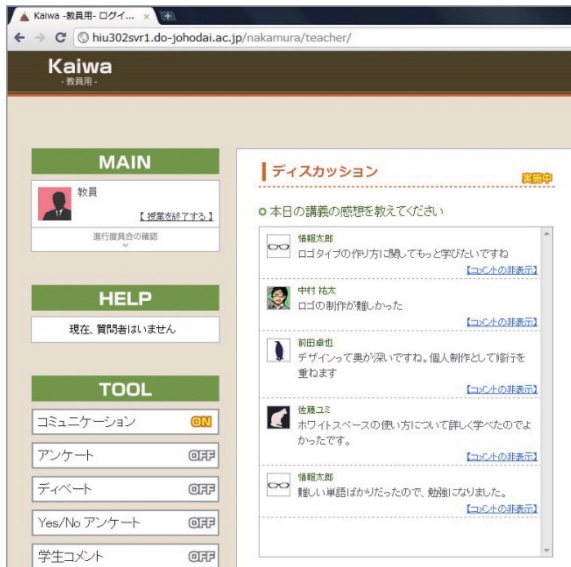 Kaiwa -教員用- ログイ...
hiu302svr1.do-johodai.ac.jp/nakamura/teacher/
Kaiwa
- 教員用 -
MAIN
教員
【 授業を終了する 】
進行度具合の確認
HELP
現在、質問者はいません
TOOL
コミュニケーション ON
アンケート OFF
ディベート OFF
Yes/No アンケート OFF
学生コメント OFF
ディスカッション
実施中
本日の講義の感想を教えてください
情報太郎
ロゴタイプの作り方に関してもっと学びたいですね
【コメントの非表示】
中村 祐太
ロゴの制作が難しかった
【コメントの非表示】
前田卓也
デザインって奥が深いですね。個人制作として修行を
重ねます
【コメントの非表示】
佐藤ユミ
ホワイトスペースの使い方について詳しく学べたのでよ
かったです。
【コメントの非表示】
情報太郎
難しい単語ばかりだったので、勉強になりました。
【コメントの非表示】